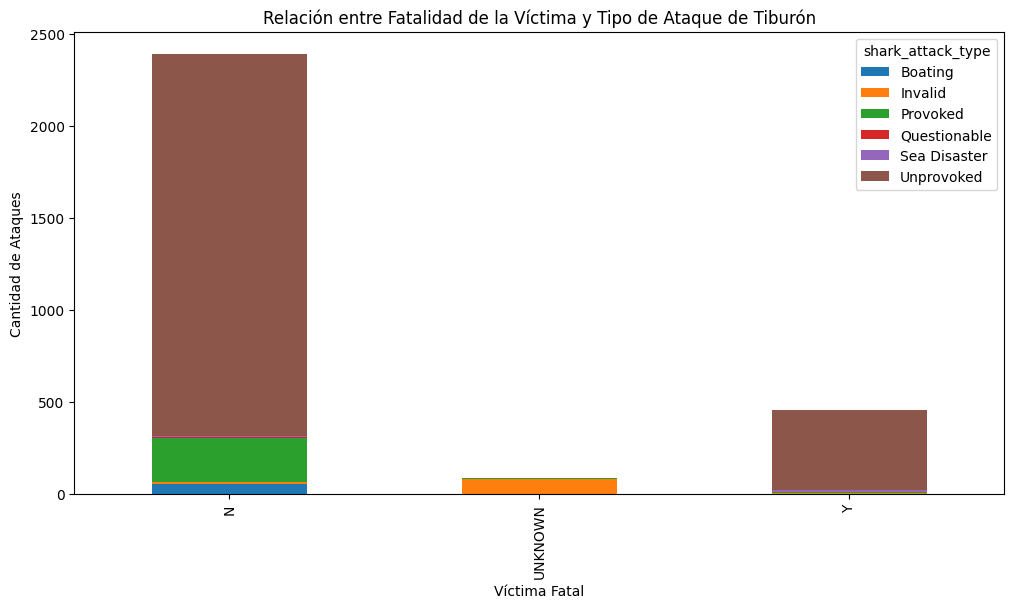 Relación entre Fatalidad de la Víctima y Tipo de Ataque de Tiburón
shark_attack_type
Boating
Invalid
Provoked
Questionable
Sea Disaster
Unprovoked
Cantidad de Ataques
2500
2000
1500
1000
500
0
N
UNKNOWN
Y
Víctima Fatal